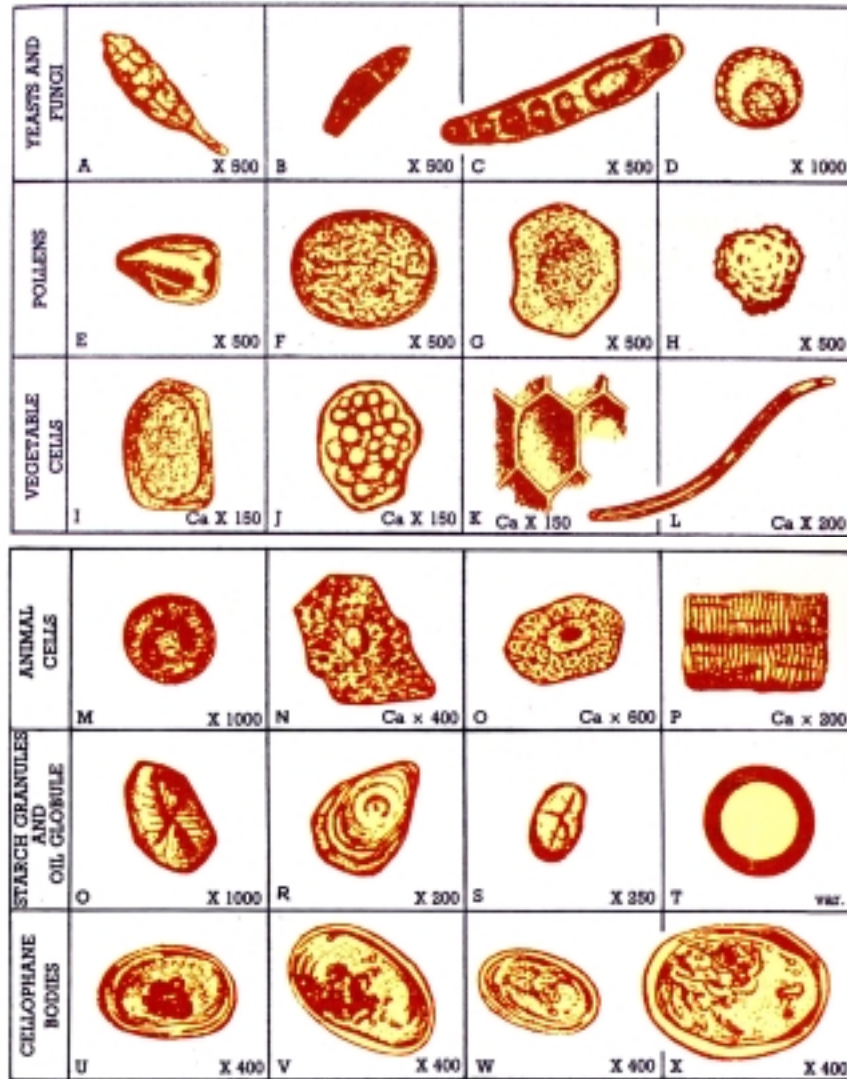 YEASTS AND
FUNGI
A X 500
B X 500
C X 500
D X 1000
POLLENS
E X 500
F X 500
G X 500
H X 500
VEGETABLE
CELLS
I Ca X 150
J Ca X 150
K Ca X 150
L Ca X 200
ANIMAL
CELLS
M X 1000
N Ca x 400
O Ca x 600
P Ca x 200
STARCH GRANULES
AND
OIL GLOBULE
O X 1000
R X 200
S X 250
T var.
CELLOPHANE
BODIES
U X 400
V X 400
W X 400
X X 400